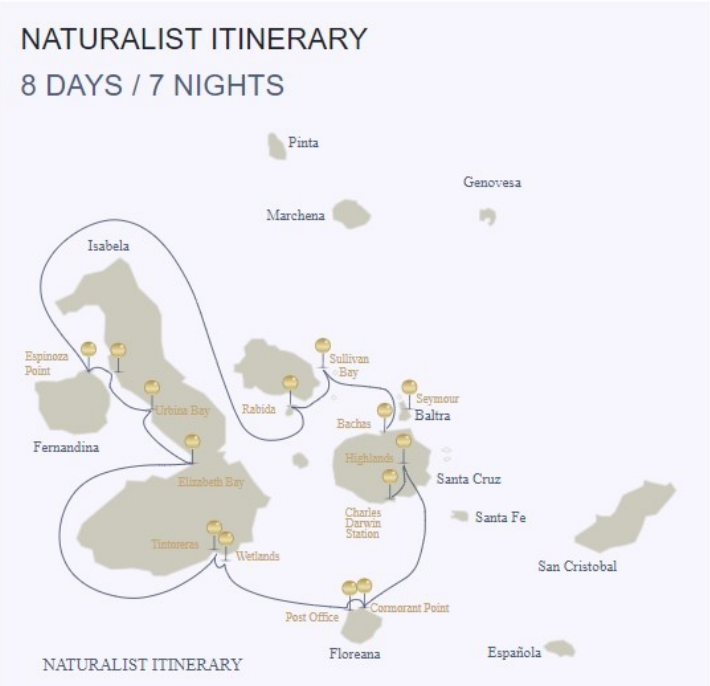 NATURALIST ITINERARY
8 DAYS / 7 NIGHTS
Pinta
Genovesa
Marchena
Isabela
Espinoza
Point
Sullivan
Bay
Seymour
Rabida
Urbina Bay
Baltra
Bachas
Fernandina
Highlands
Elizabeth Bay
Santa Cruz
Charles
Darwin
Station
Santa Fe
Tintoreras
Wetlands
San Cristobal
Post Office
Cormorant Point
Floreana
Española
NATURALIST ITINERARY